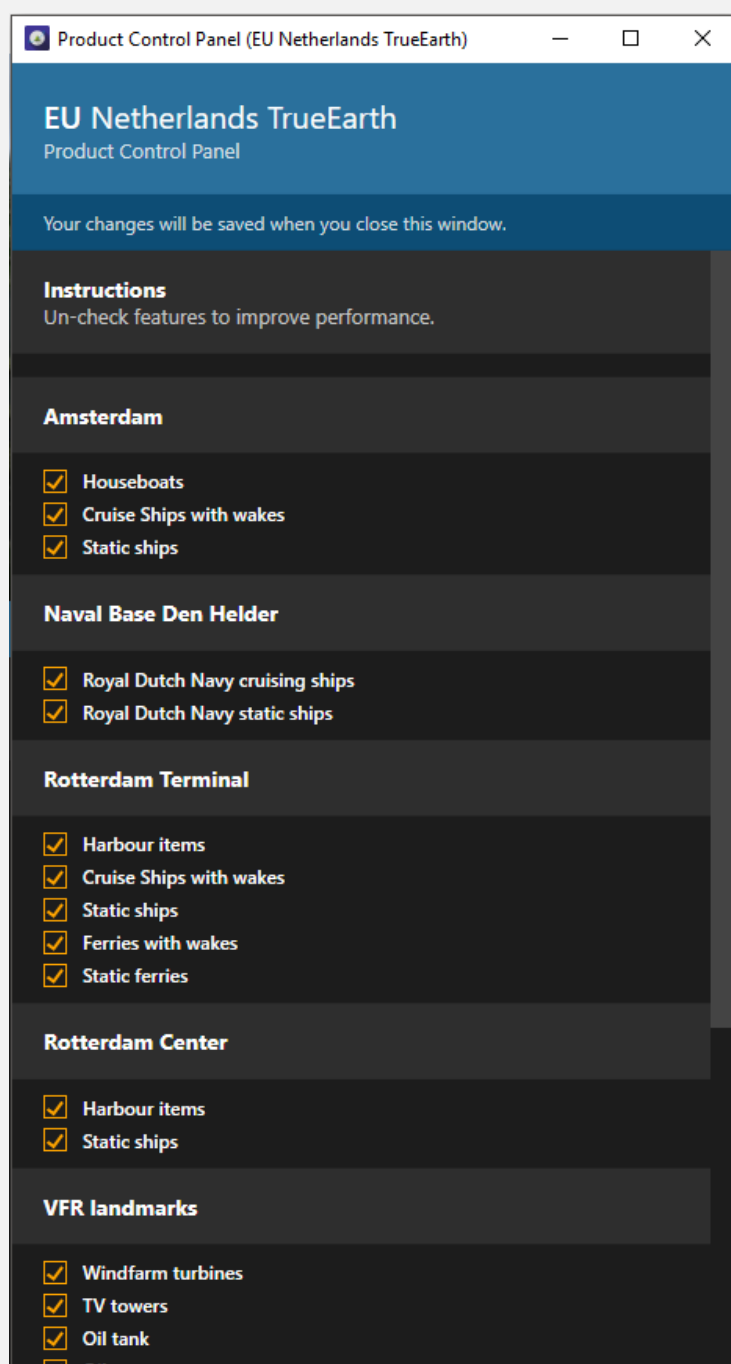 Product Control Panel (EU Netherlands TrueEarth)
EU Netherlands TrueEarth
Product Control Panel
Your changes will be saved when you close this window.
Instructions
Un-check features to improve performance.
Amsterdam
Houseboats
Cruise Ships with wakes
Static ships
Naval Base Den Helder
Royal Dutch Navy cruising ships
Royal Dutch Navy static ships
Rotterdam Terminal
Harbour items
Cruise Ships with wakes
Static ships
Ferries with wakes
Static ferries
Rotterdam Center
Harbour items
Static ships
VFR landmarks
Windfarm turbines
TV towers
Oil tank